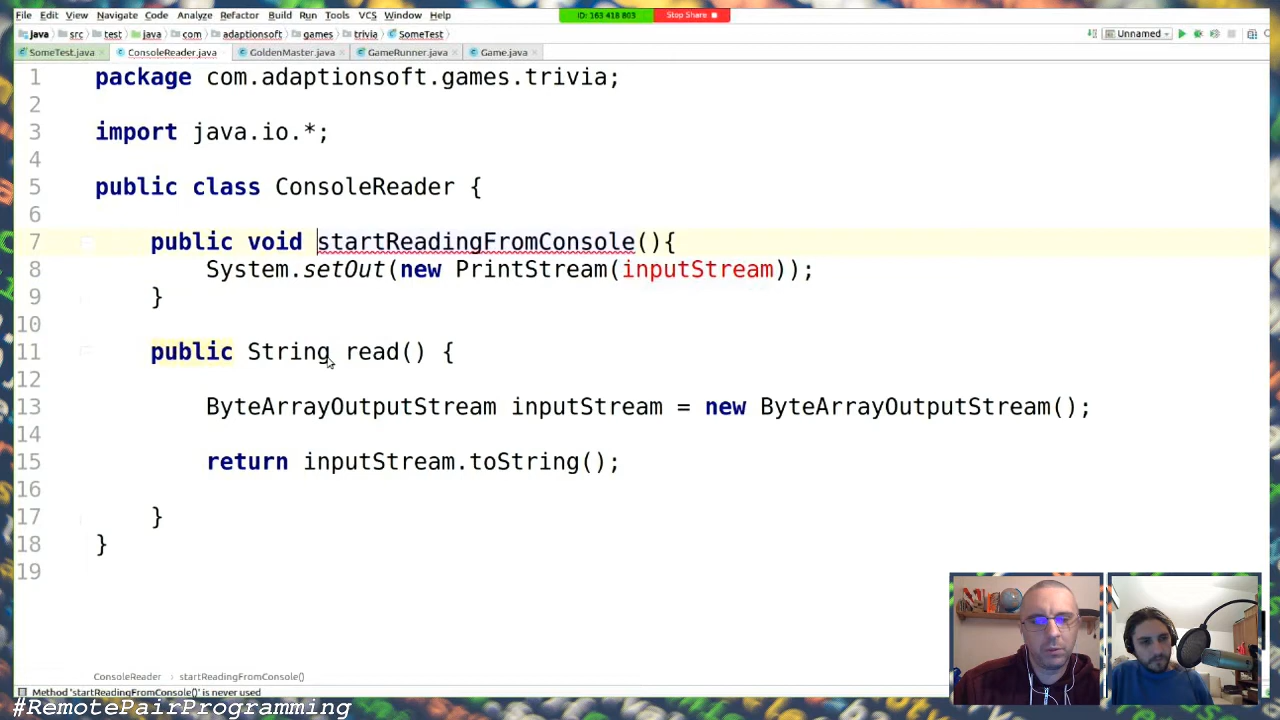 File Edit View Navigate Code Analyze Refactor Build Run Tools VCS Window Help
ID: 163 418 803 Stop Share
java src test java com adaptionsoft games trivia SomeTest Unnamed
SomeTest.java ConsoleReader.java GoldenMaster.java GameRunner.java Game.java
1 package com.adaptionsoft.games.trivia;
2
3 import java.io.*;
4
5 public class ConsoleReader {
6
7 public void startReadingFromConsole(){
8 System.setOut(new PrintStream(inputStream));
9 }
10
11 public String read() {
12
13 ByteArrayOutputStream inputStream = new ByteArrayOutputStream();
14
15 return inputStream.toString();
16
17 }
18 }
19
ConsoleReader startReadingFromConsole()
Method 'startReadingFromConsole()' is never used
#RemotePairProgramming